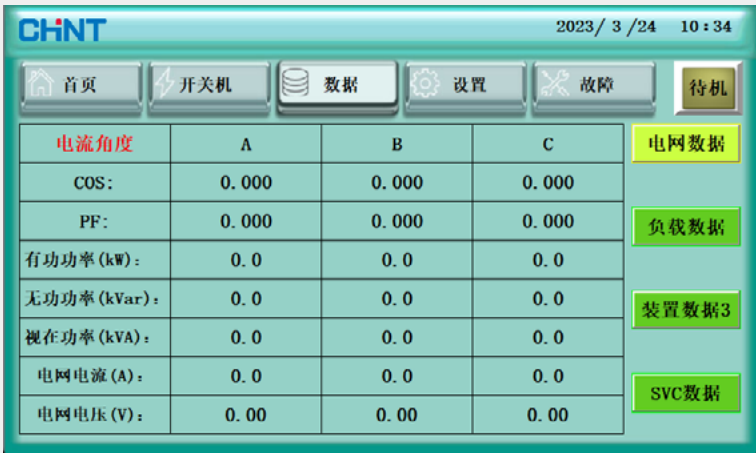 CHNT 2023/ 3 /24 10:34
首页 开关机 数据 设置 故障 待机
电流角度 A B C 电网数据
COS: 0.000 0.000 0.000
PF: 0.000 0.000 0.000 负载数据
有功功率(kW): 0.0 0.0 0.0
无功功率(kVar): 0.0 0.0 0.0 装置数据3
视在功率(kVA): 0.0 0.0 0.0
电网电流(A): 0.0 0.0 0.0
电网电压(V): 0.00 0.00 0.00 SVC数据